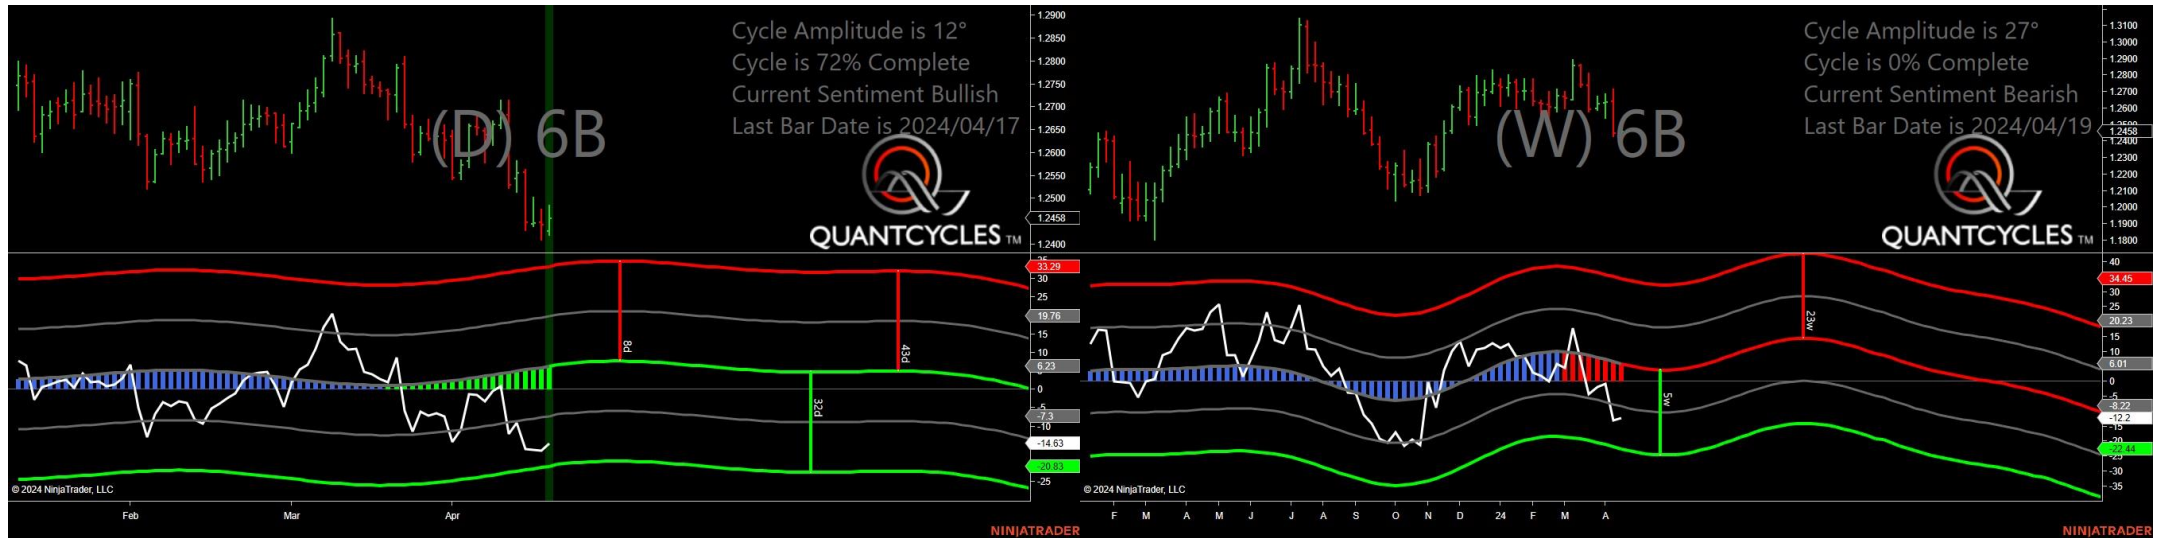 Cycle Amplitude is 12°
Cycle is 72% Complete
Current Sentiment Bullish
Last Bar Date is 2024/04/17
(D) 6B
QUANTCYCLES TM
1.2900
1.2850
1.2800
1.2750
1.2700
1.2650
1.2600
1.2550
1.2500
1.2458
1.2400
35
33.29
30
25
19.76
15
10
6.23
0
-5
-7.3
-10
-14.63
-20.83
-25
8d
32d
43d
© 2024 NinjaTrader, LLC
Feb Mar Apr
NINJATRADER
Cycle Amplitude is 27°
Cycle is 0% Complete
Current Sentiment Bearish
Last Bar Date is 2024/04/19
(W) 6B
QUANTCYCLES TM
1.3100
1.3000
1.2900
1.2800
1.2700
1.2600
1.2458
1.2400
1.2300
1.2200
1.2100
1.2000
1.1900
1.1800
40
34.45
30
25
20.23
15
10
6.01
0
-5
-8.22
-12.2
-15
-20
-22.44
-25
-30
-35
5w
23w
© 2024 NinjaTrader, LLC
F M A M J J A S O N D 24 F M A
NINJATRADER